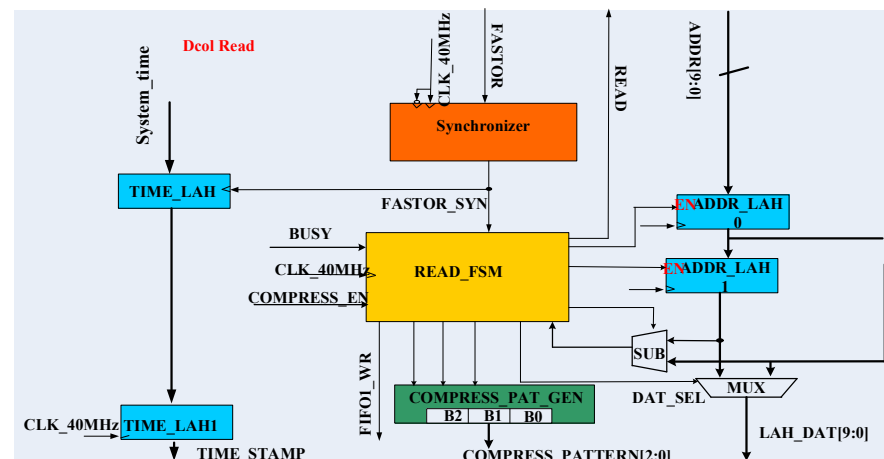 Dcol Read
System_time
CLK_40MHz
FASTOR
READ
ADDR[9:0]
Synchronizer
TIME_LAH
FASTOR_SYN
EN ADDR_LAH
0
BUSY
CLK_40MHz
READ_FSM
EN ADDR_LAH
1
COMPRESS_EN
SUB
FIFO1_WR
COMPRESS_PAT_GEN
B2 B1 B0
DAT_SEL
MUX
CLK_40MHz
TIME_LAH1
LAH_DAT[9:0]
TIME_STAMP
COMPRESS_PATTERN[2:0]